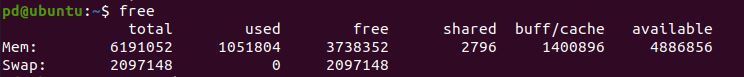 pd@ubuntu:~$ free
total used free shared buff/cache available
Mem: 6191052 1051804 3738352 2796 1400896 4886856
Swap: 2097148 0 2097148